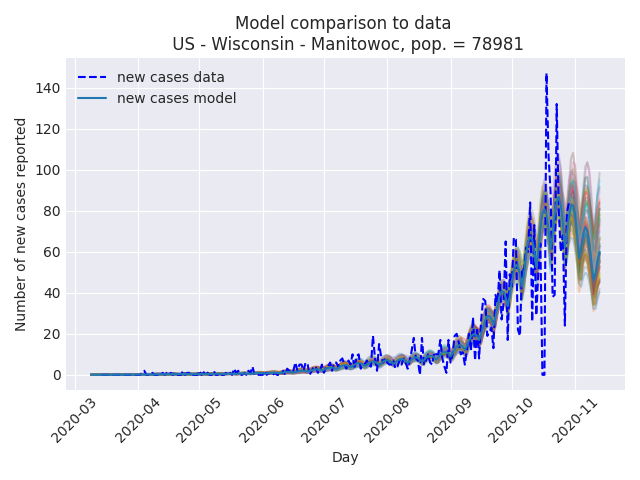 Model comparison to data
US - Wisconsin - Manitowoc, pop. = 78981
new cases data
new cases model
Number of new cases reported
140
120
100
80
60
40
20
0
2020-03
2020-04
2020-05
2020-06
2020-07
2020-08
2020-09
2020-10
2020-11
Day